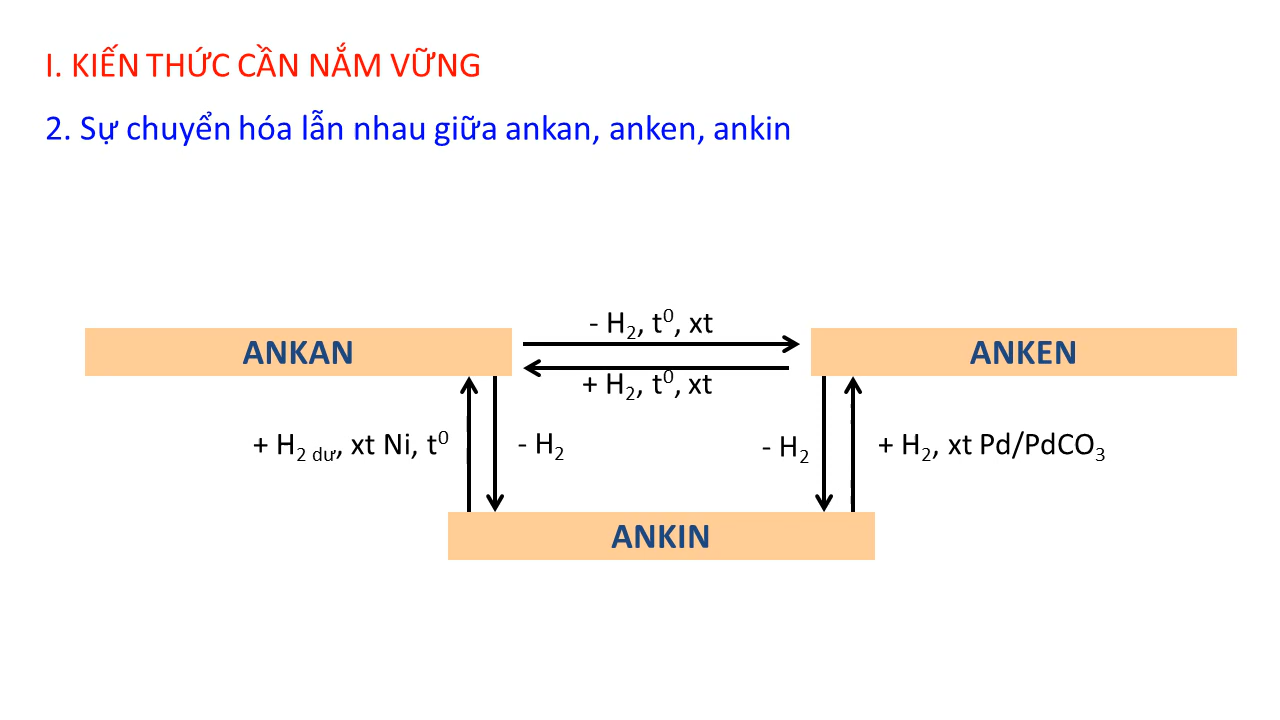 I. KIẾN THỨC CẦN NẮM VỮNG
2. Sự chuyển hóa lẫn nhau giữa ankan, anken, ankin
- H2, t0, xt
ANKAN
ANKEN
+ H2, t0, xt
+ H2 dư, xt Ni, t0
- H2
- H2
+ H2, xt Pd/PdCO3
ANKIN